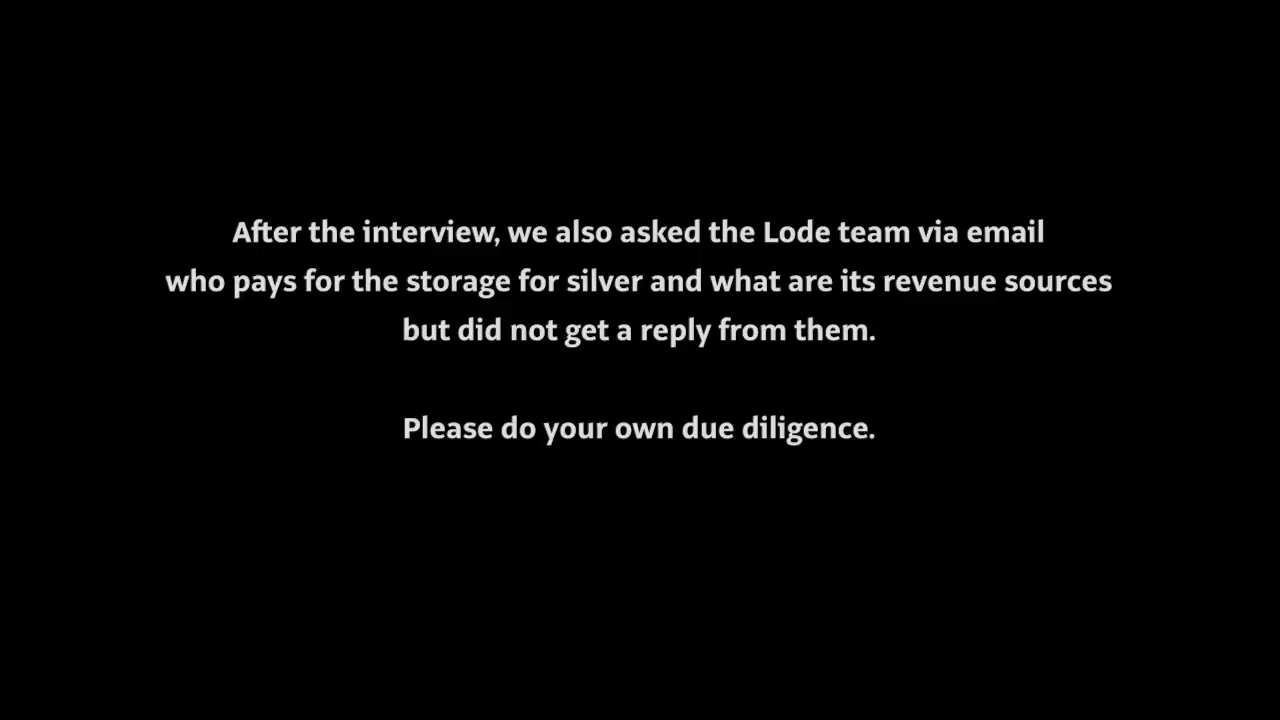 After the interview, we also asked the Lode team via email
who pays for the storage for silver and what are its revenue sources
but did not get a reply from them.
Please do your own due diligence.